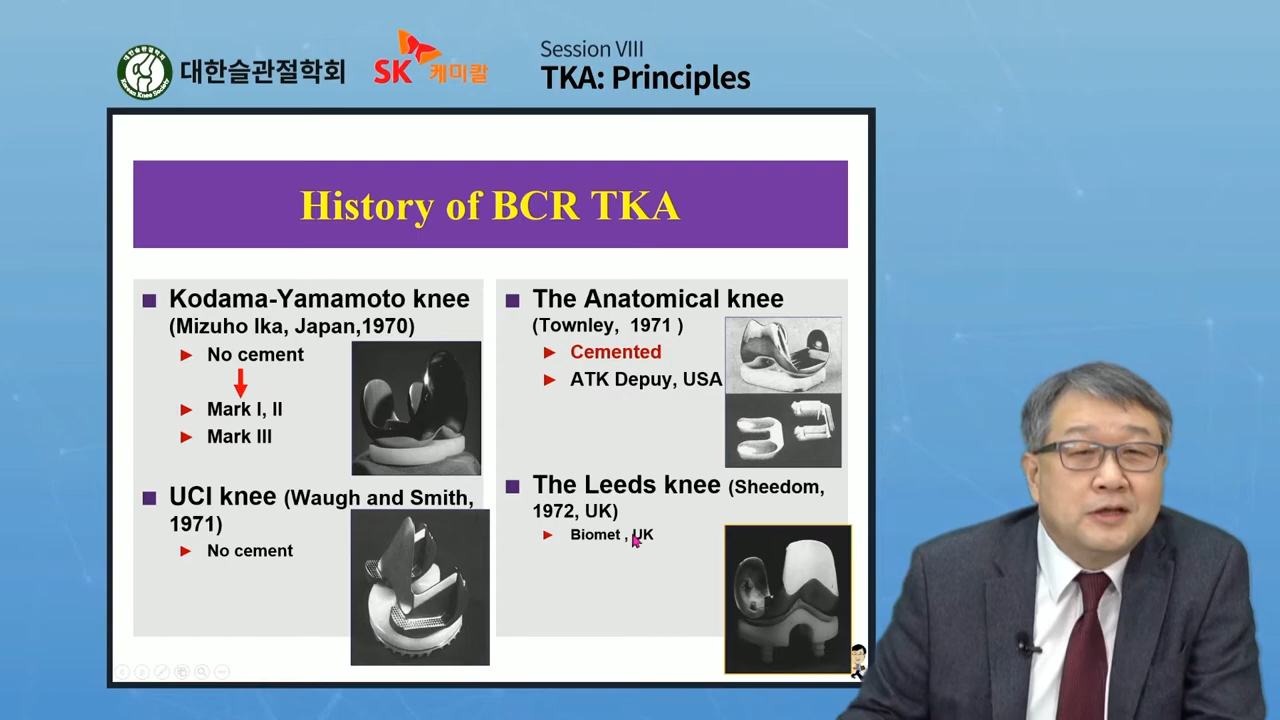 대한슬관절학회
SK 케미칼
Session VIII
TKA: Principles
History of BCR TKA
Kodama-Yamamoto knee
(Mizuho Ika, Japan,1970)
No cement
Mark I, II
Mark III
UCI knee (Waugh and Smith,
1971)
No cement
The Anatomical knee
(Townley, 1971 )
Cemented
ATK Depuy, USA
The Leeds knee (Sheedom,
1972, UK)
Biomet , UK